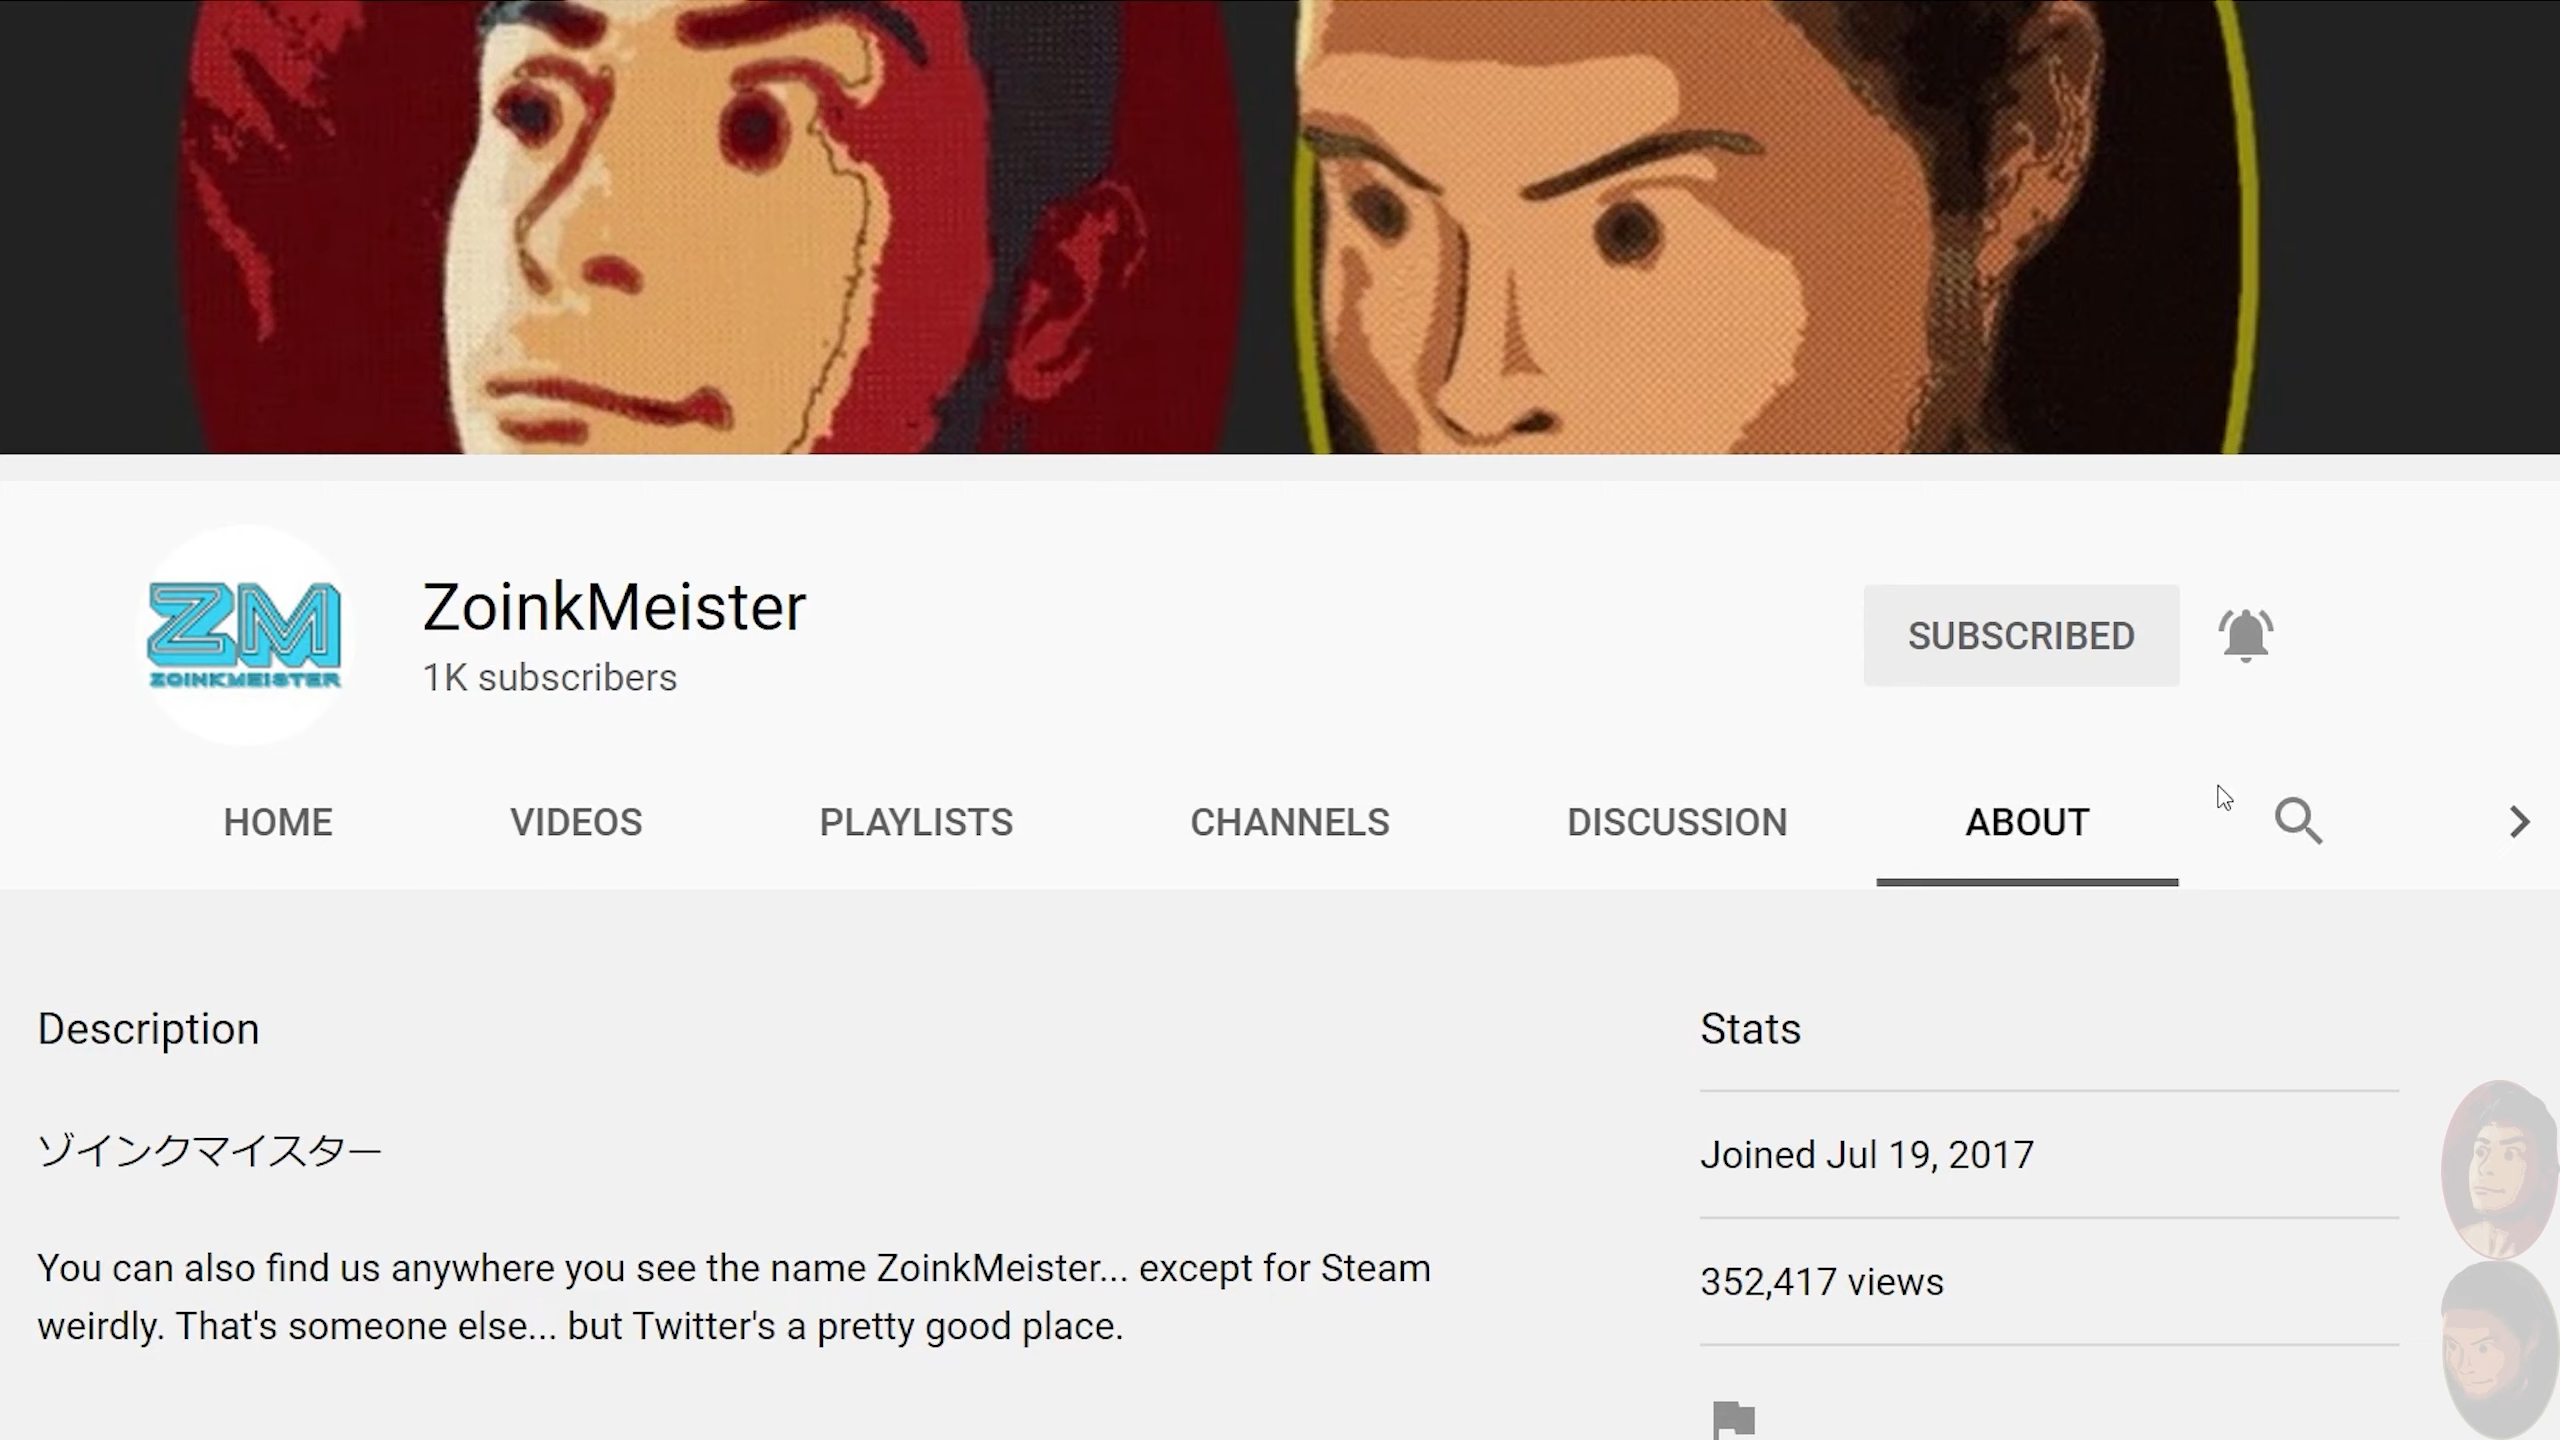 ZM
ZOINKMEISTER
ZoinkMeister
1K subscribers
SUBSCRIBED
HOME
VIDEOS
PLAYLISTS
CHANNELS
DISCUSSION
ABOUT
Description
ゾインクマイスター
You can also find us anywhere you see the name ZoinkMeister... except for Steam
weirdly. That's someone else... but Twitter's a pretty good place.
Stats
Joined Jul 19, 2017
352,417 views